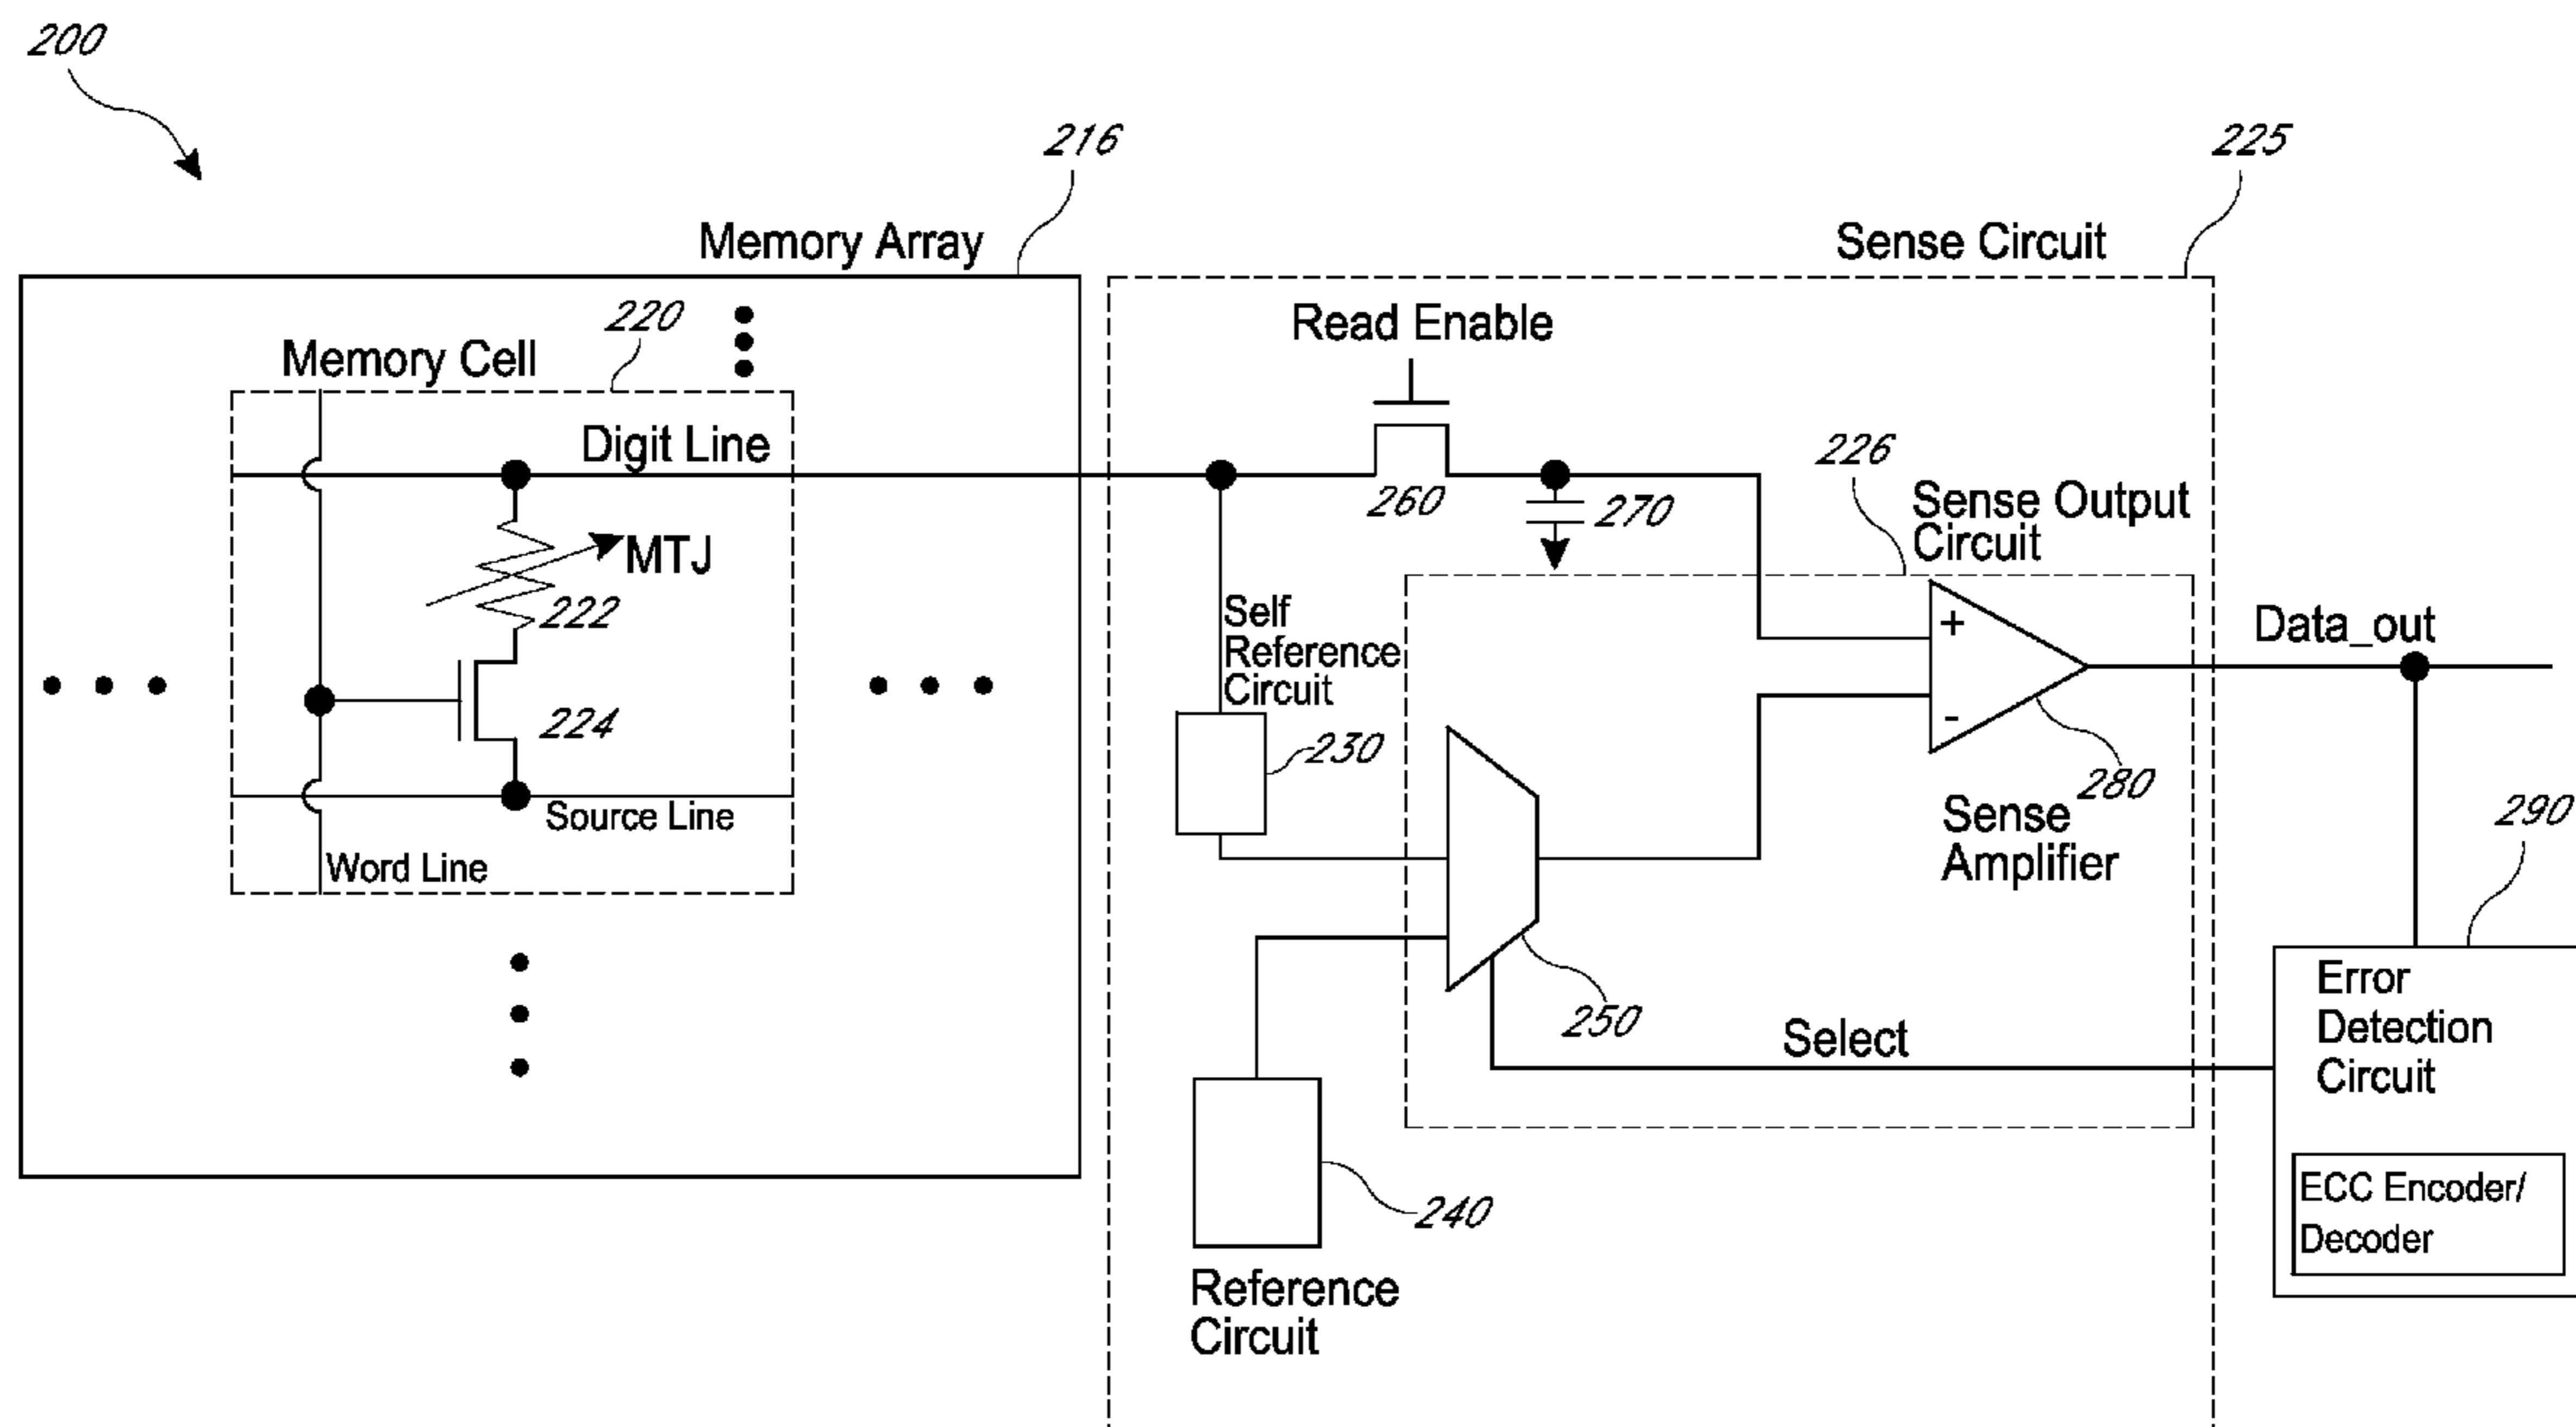 200
216
225
Memory Array
Sense Circuit
220
Memory Cell
Read Enable
Digit Line
226
260
270
Sense Output
Circuit
MTJ
222
Self
Reference
Circuit
+
Data_out
224
230
-
280
Source Line
Sense
Amplifier
290
Word Line
Error
Detection
Circuit
250
Select
ECC Encoder/
Decoder
240
Reference
Circuit